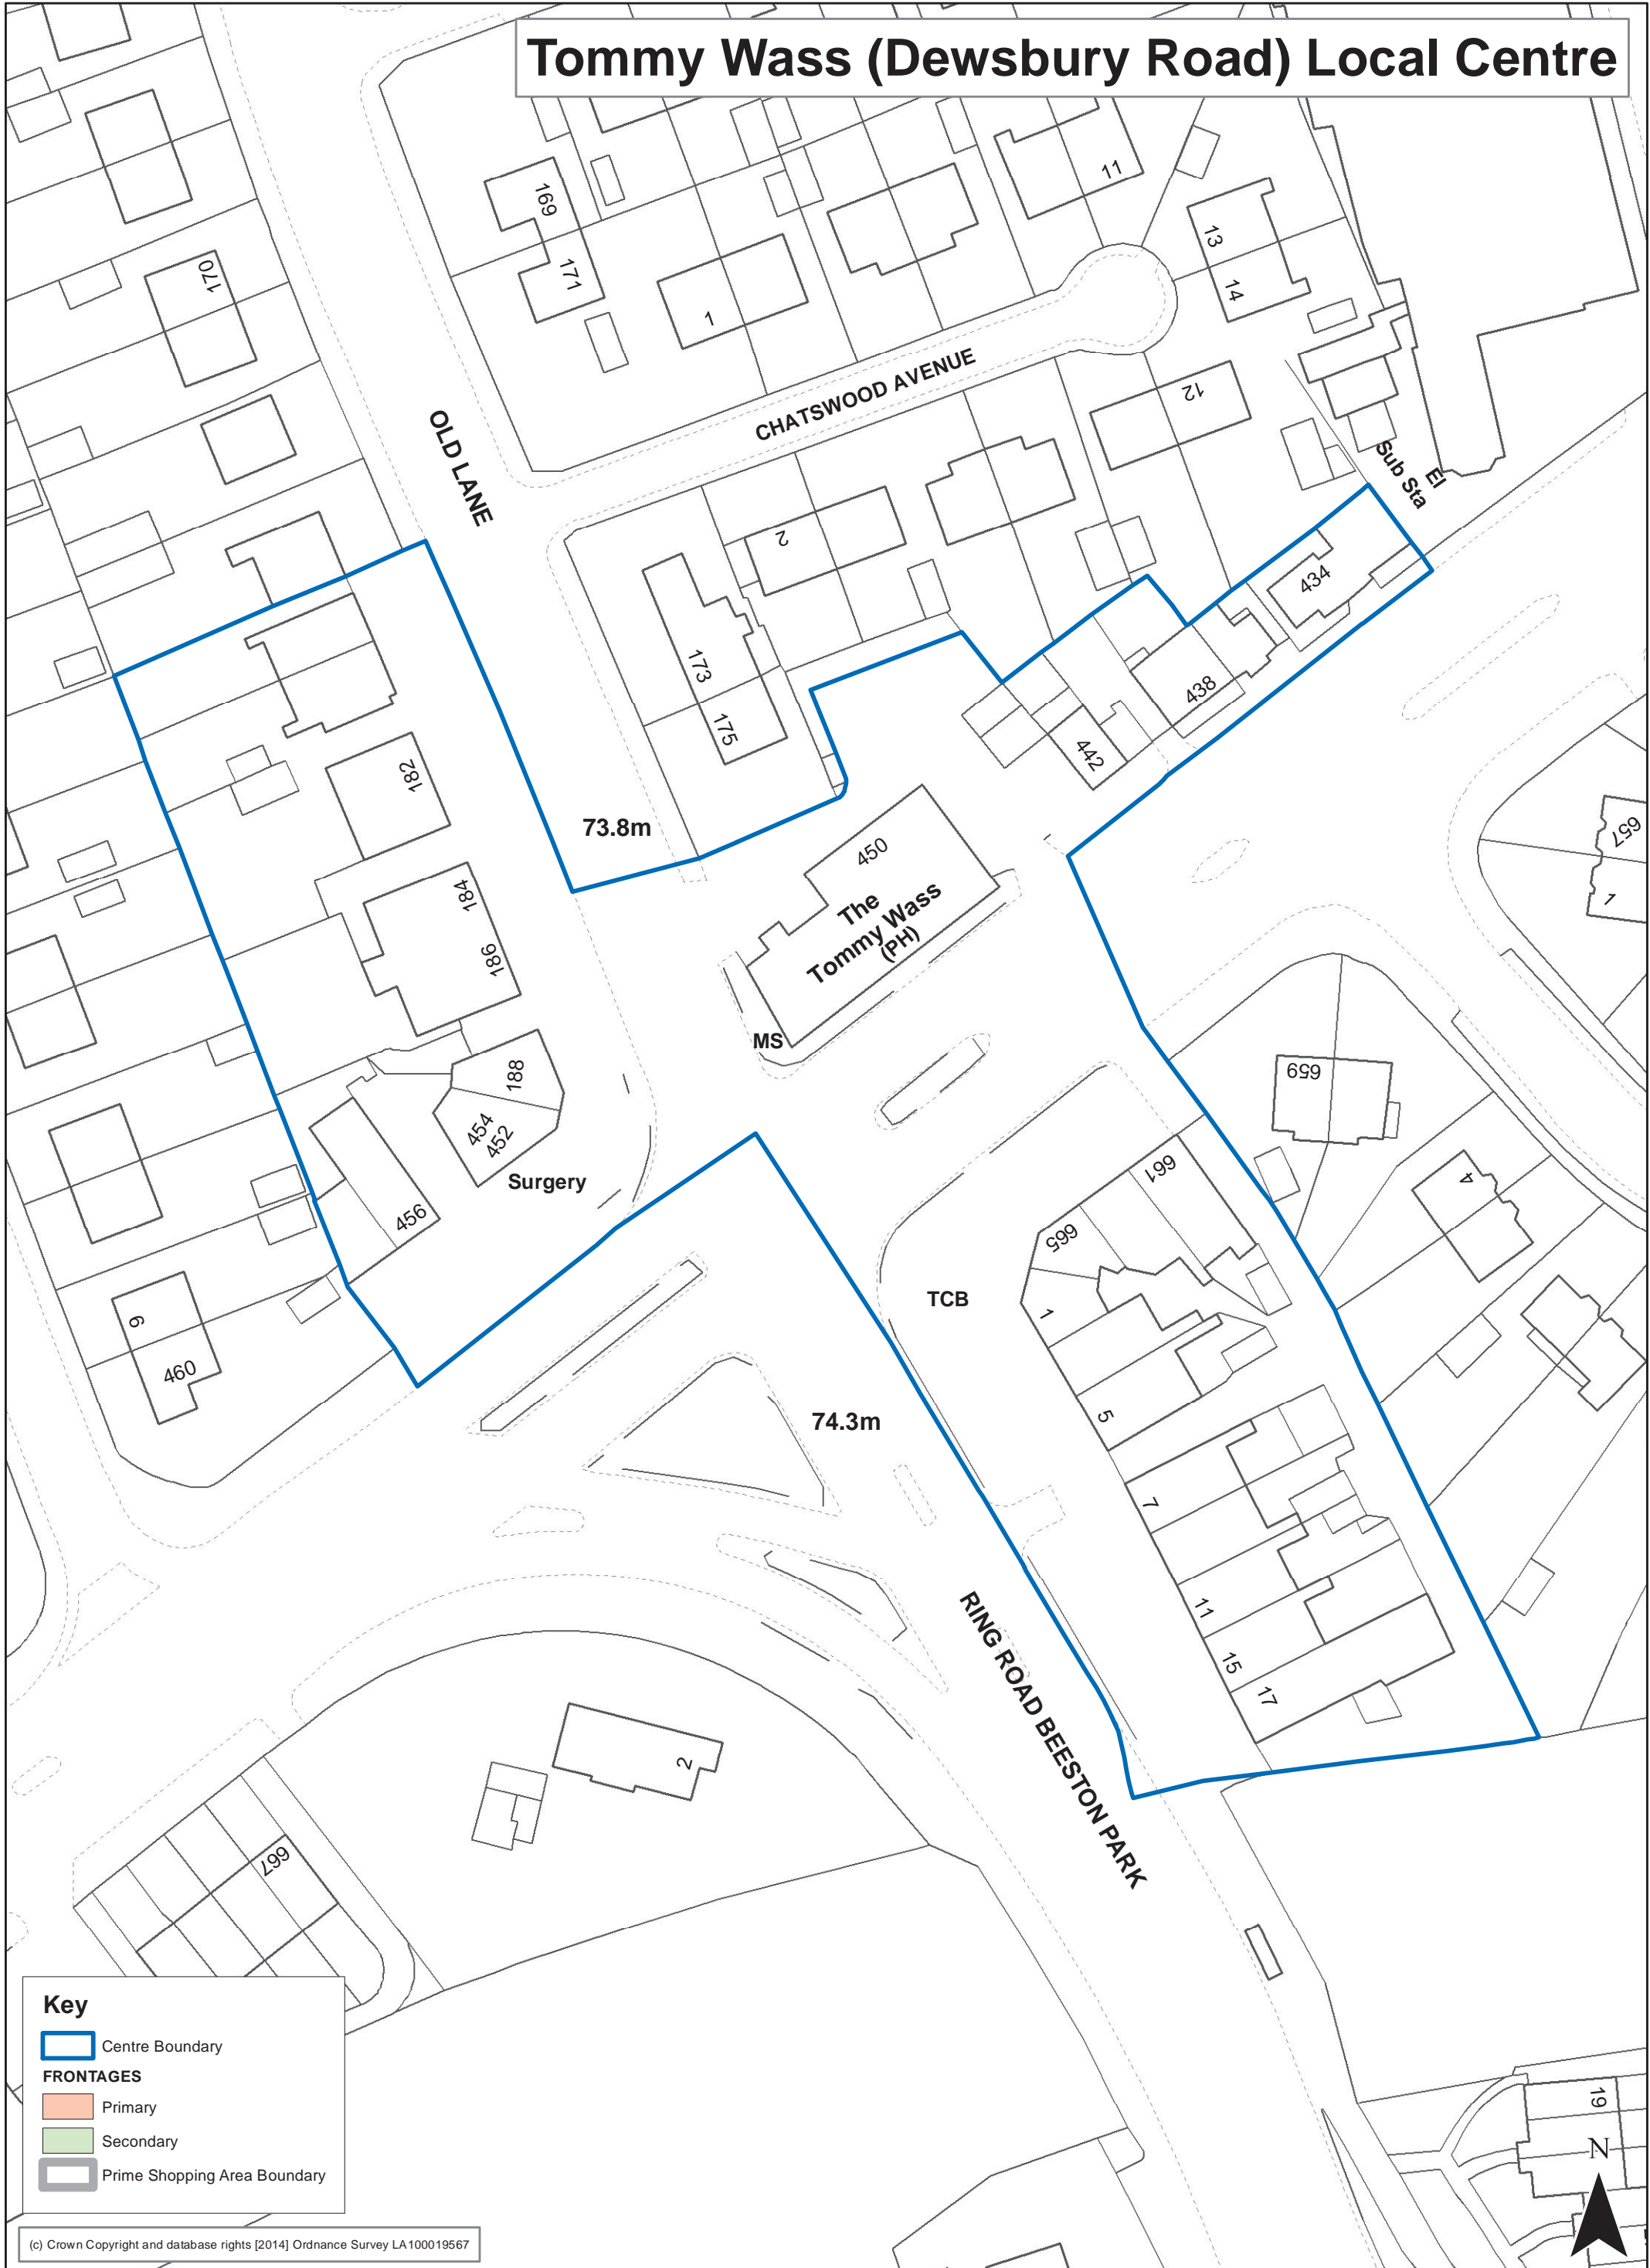 Tommy Wass (Dewsbury Road) Local Centre
169
11
13
170
171
14
1
CHATSWOOD AVENUE
12
OLD LANE
El
Sub Sta
2
434
173
438
175
442
182
73.8m
657
450
1
184
The
Tommy Wass
(PH)
186
MS
188
659
454
452
661
4
Surgery
456
665
TCB
1
9
460
5
74.3m
7
11
RING ROAD BEESTON PARK
15
17
2
667
Key
Centre Boundary
FRONTAGES
Primary
Secondary
Prime Shopping Area Boundary
19
N
(c) Crown Copyright and database rights [2014] Ordnance Survey LA100019567